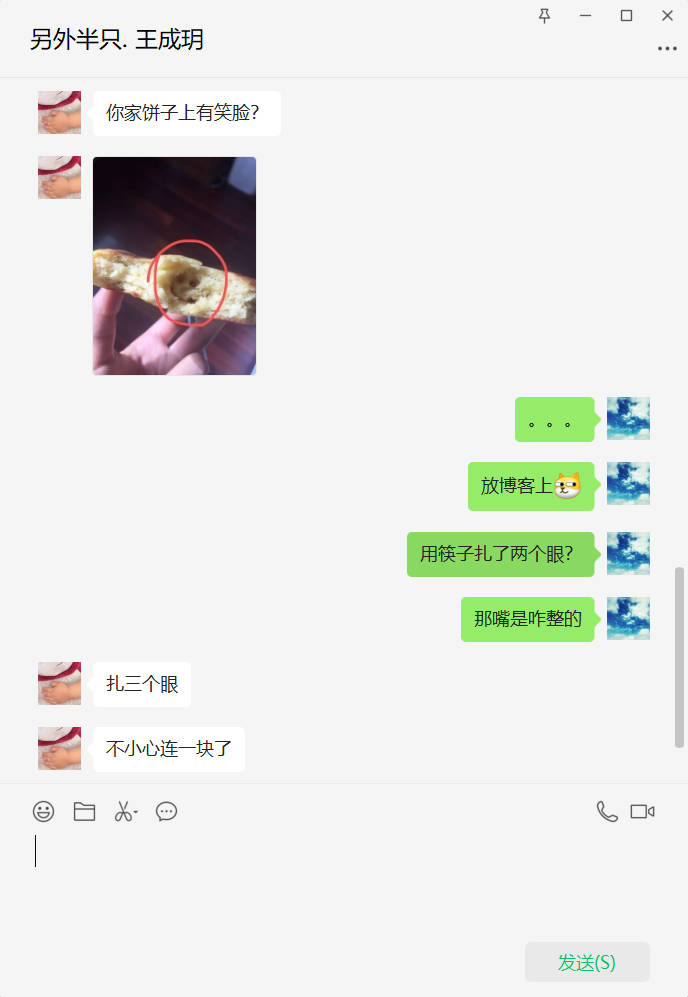 另外半只. 王成玥
你家饼子上有笑脸？
。。。
放博客上
用筷子扎了两个眼？
那嘴是咋整的
扎三个眼
不小心连一块了
发送(S)